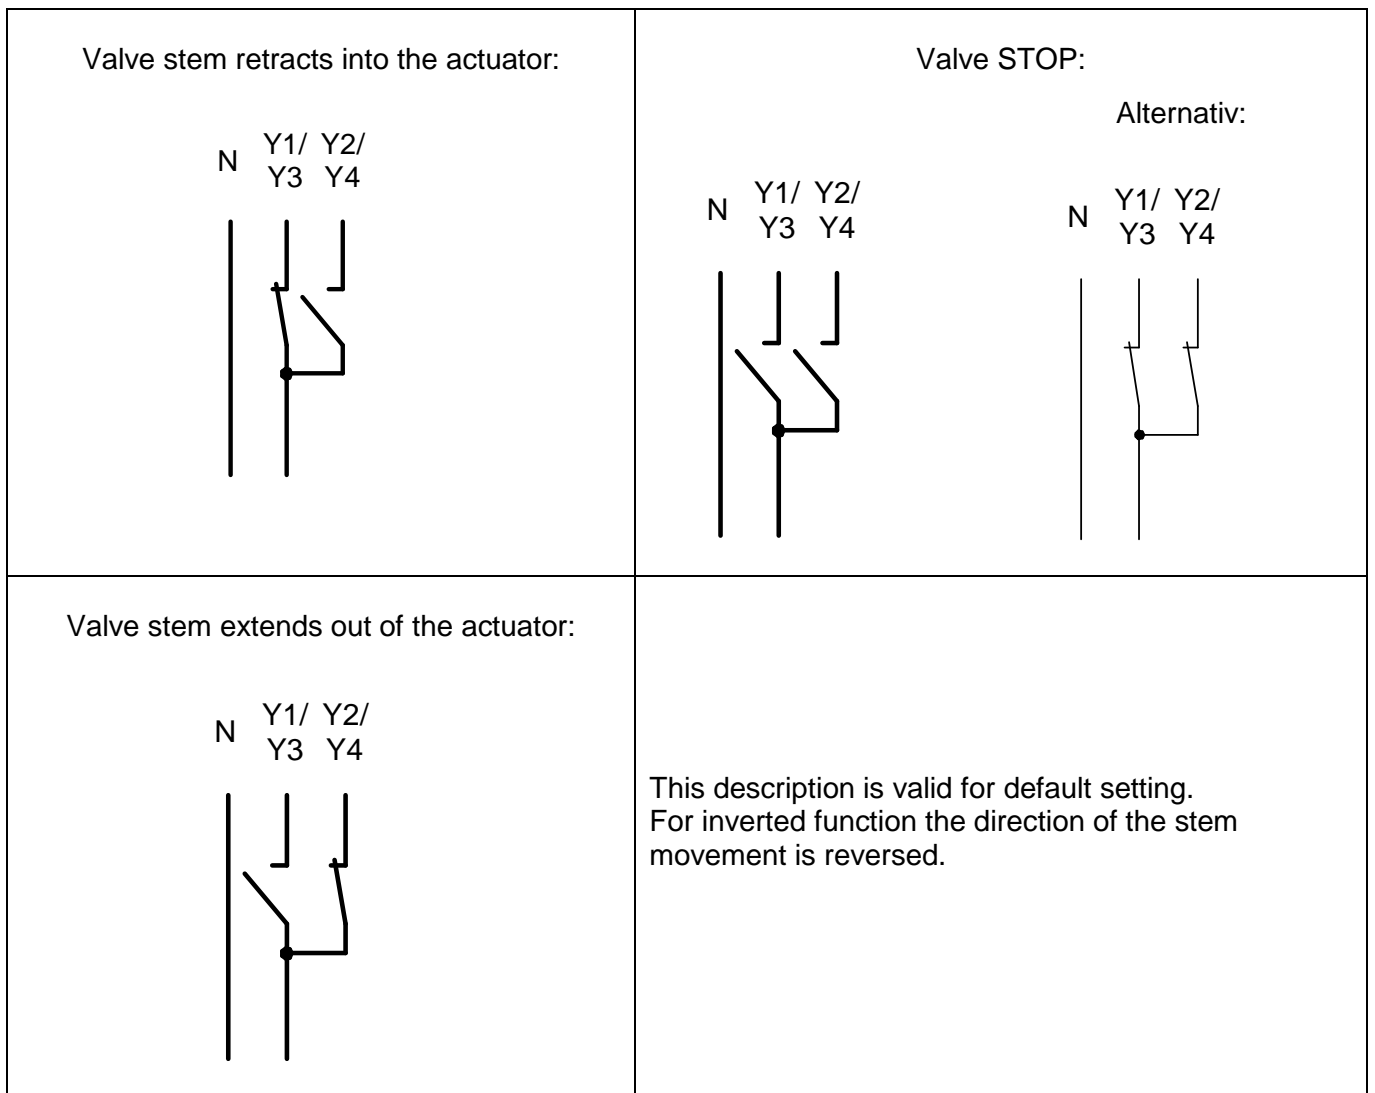 Valve stem retracts into the actuator:
N Y1/ Y2/
Y3 Y4
Valve STOP:
Alternativ:
N Y1/ Y2/
Y3 Y4
N Y1/ Y2/
Y3 Y4
Valve stem extends out of the actuator:
N Y1/ Y2/
Y3 Y4
This description is valid for default setting.
For inverted function the direction of the stem
movement is reversed.